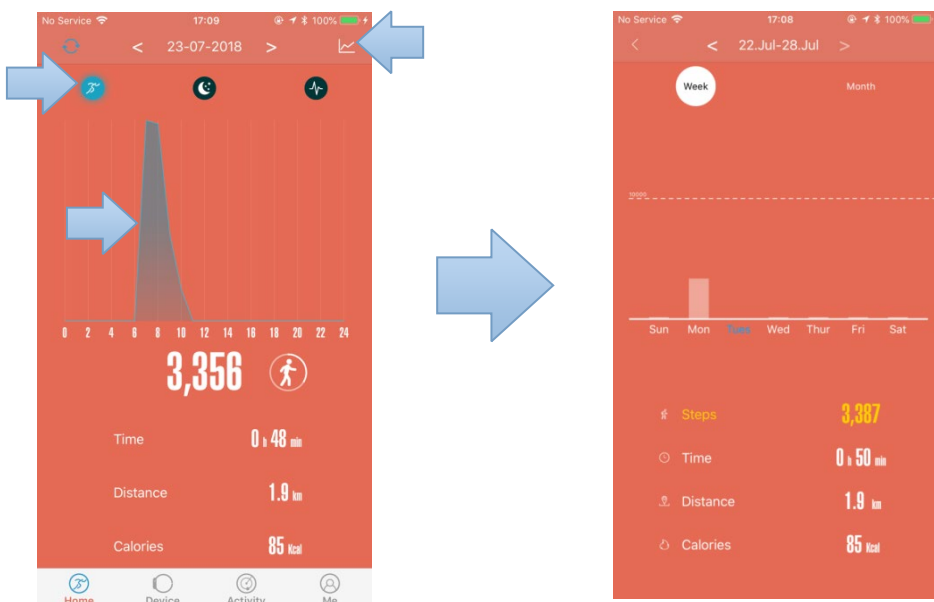 No Service 17:09 100%
< 23-07-2018 >
0 2 4 6 8 10 12 14 16 18 20 22 24
3,356
Time 0 h 48 min
Distance 1.9 km
Calories 85 Kcal
Home Device Activity Me
No Service 17:08 100%
< < 22.Jul-28.Jul >
Week Month
10000
Sun Mon Tues Wed Thur Fri Sat
Steps 3,387
Time 0 h 50 min
Distance 1.9 km
Calories 85 Kcal